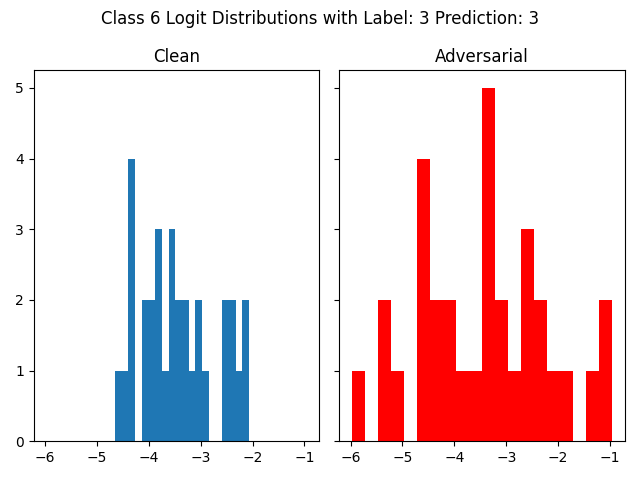 Class 6 Logit Distributions with Label: 3 Prediction: 3
Clean
Adversarial
5
4
3
2
1
0
−6 −5 −4 −3 −2 −1
−6 −5 −4 −3 −2 −1